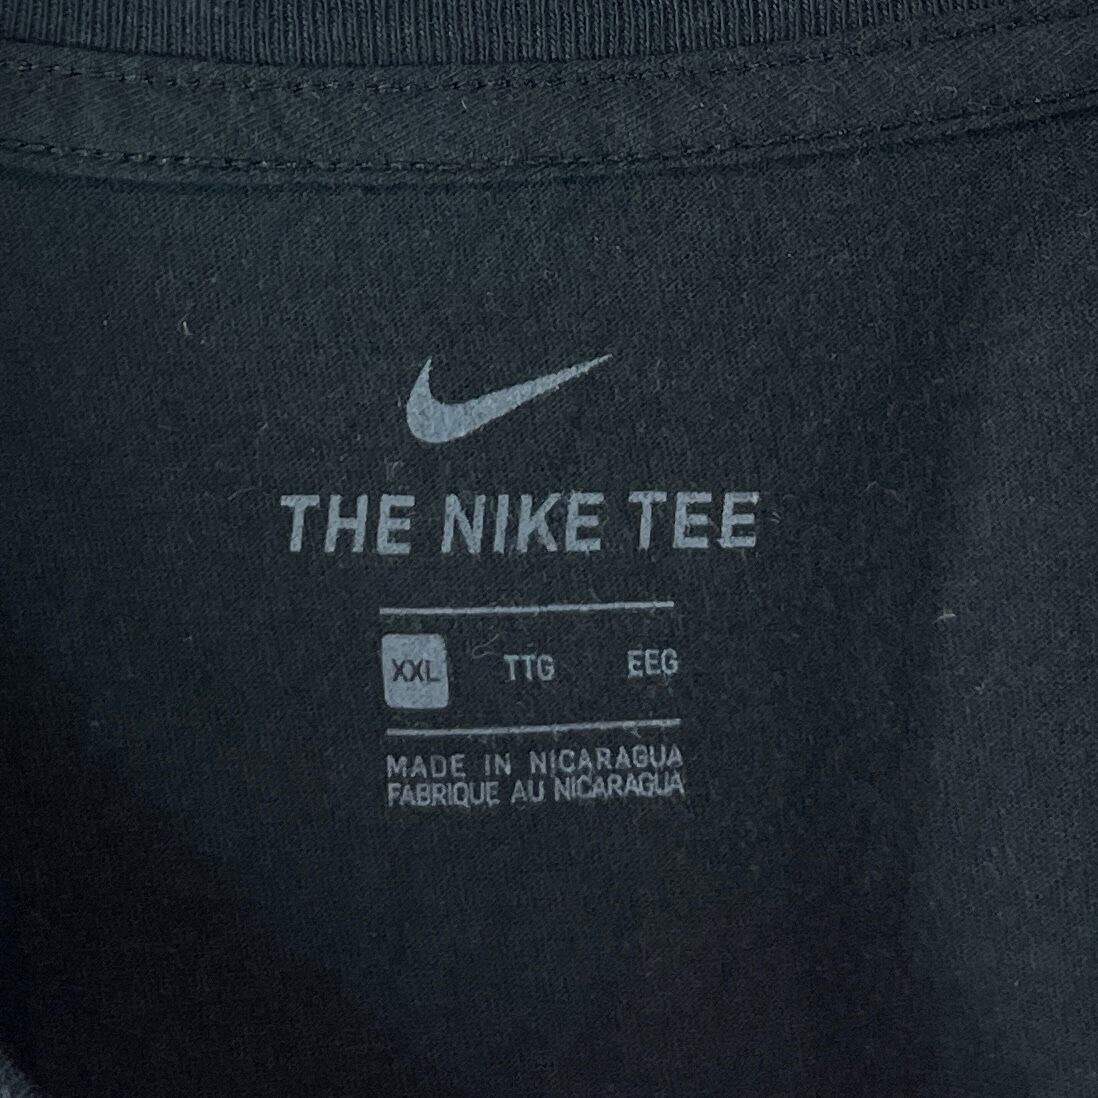 THE NIKE TEE
XXL TTG EEG
MADE IN NICARAGUA
FABRIQUE AU NICARAGUA